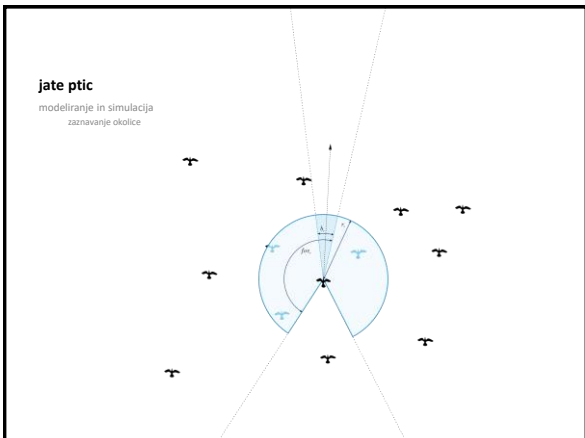 jate ptic
modeliranje in simulacija
zaznavanje okolice